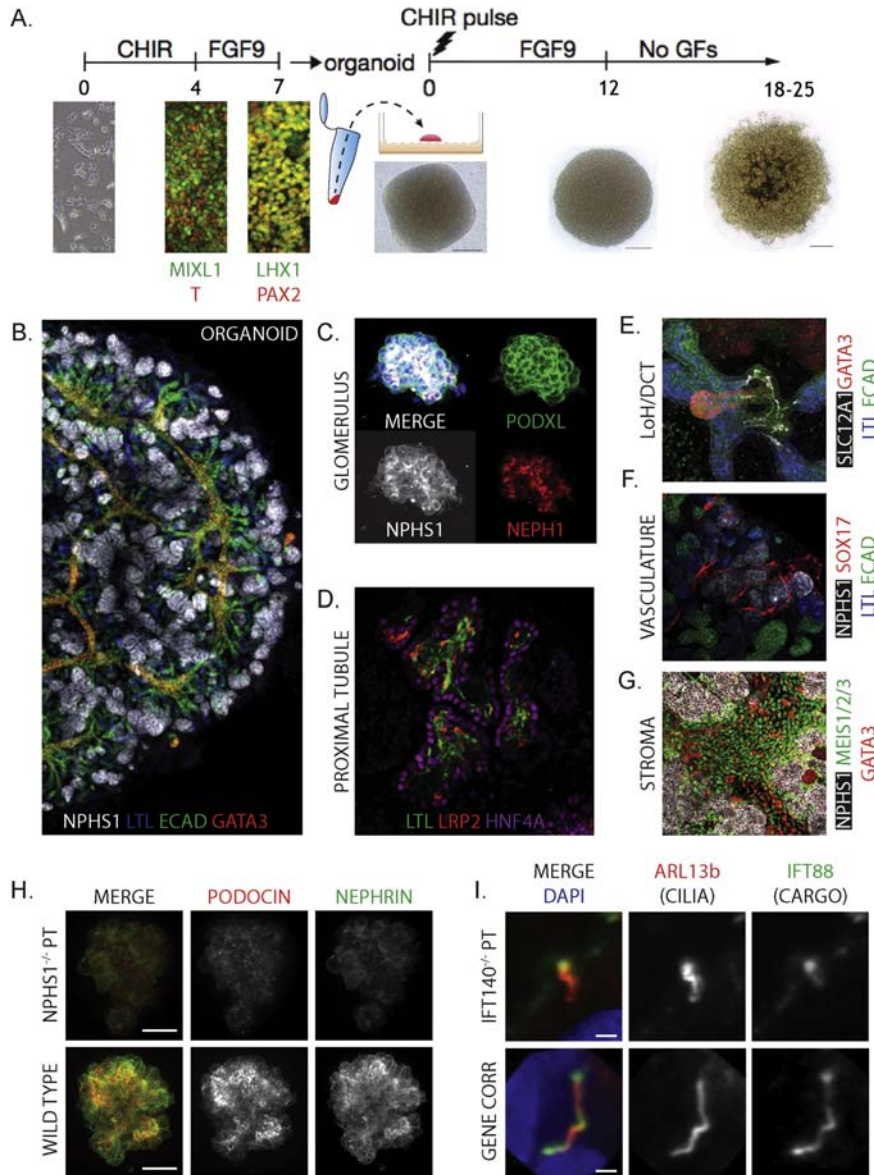 A.
CHIR pulse
CHIR FGF9 organoid FGF9 No GFs
0 4 7 0 12 18-25
MIXL1 LHX1
T PAX2
B. ORGANOID
NPHS1 LTL ECAD GATA3
C.
GLOMERULUS
MERGE PODXL
NPHS1 NEPH1
D.
PROXIMAL TUBULE
LTL LRP2 HNF4A
E.
LoH/DCT
SLC12A1 GATA3
LTL ECAD
F.
VASCULATURE
NPHS1 SOX17
LTL ECAD
G.
STROMA
NPHS1 MEIS1/2/3
GATA3
H.
MERGE PODOCIN NEPHRIN
NPHS1-/- PT
WILD TYPE
I.
MERGE ARL13b IFT88
DAPI (CILIA) (CARGO)
IFT140-/- PT
GENE CORR